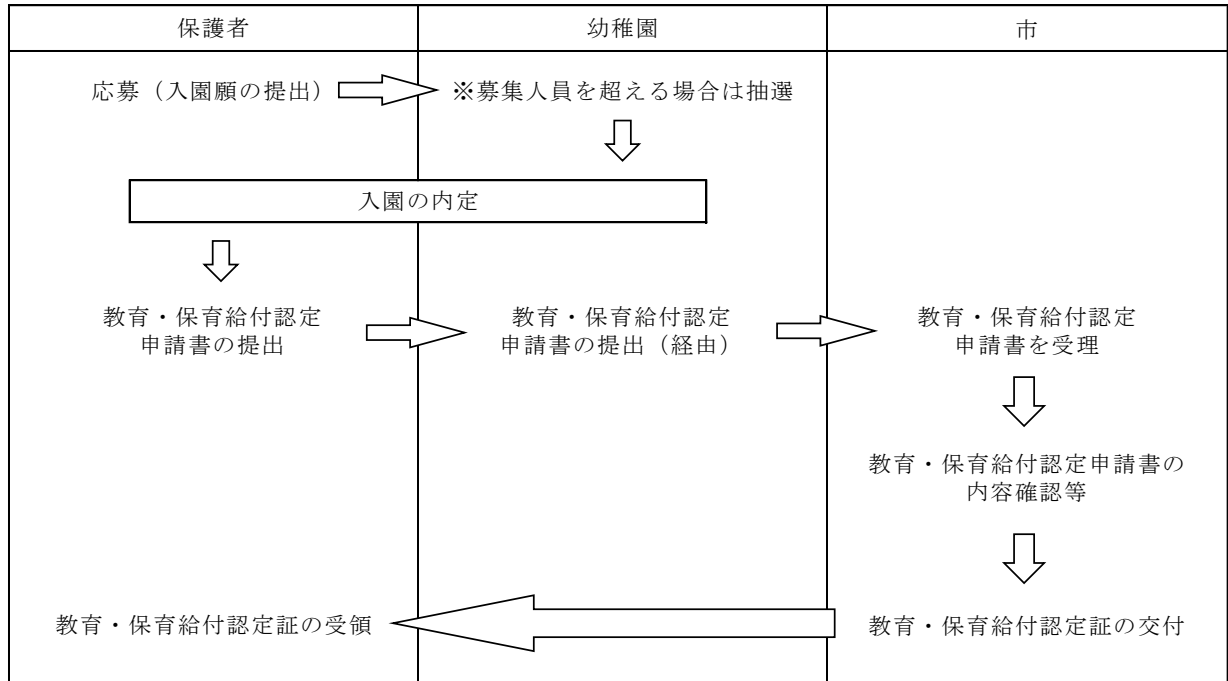 保護者
幼稚園
市
応募（入園願の提出）
※募集人員を超える場合は抽選
入園の内定
教育・保育給付認定
申請書の提出
教育・保育給付認定
申請書の提出（経由）
教育・保育給付認定
申請書を受理
教育・保育給付認定申請書の
内容確認等
教育・保育給付認定証の受領
教育・保育給付認定証の交付